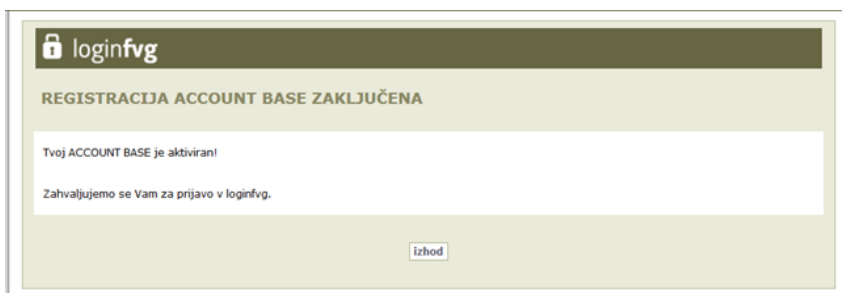 loginfvg
REGISTRACIJA ACCOUNT BASE ZAKLJUČENA
Tvoj ACCOUNT BASE je aktiviran!
Zahvaljujemo se Vam za prijavo v loginfvg.
izhod